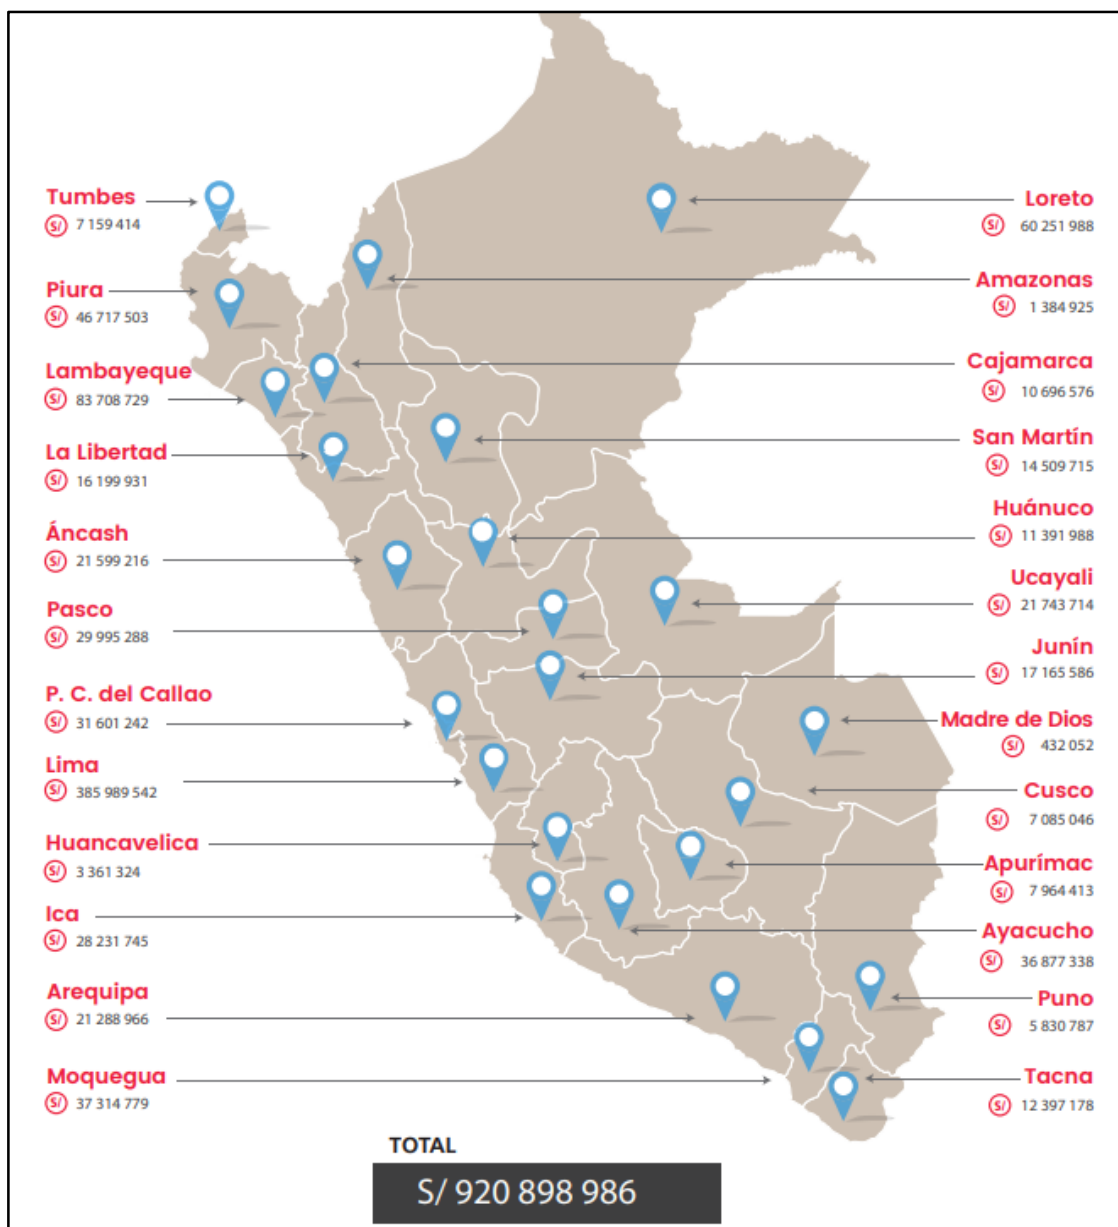 Tumbes
S/ 7 159 414
Piura
S/ 46 717 503
Lambayeque
S/ 83 708 729
La Libertad
S/ 16 199 931
Áncash
S/ 21 599 216
Pasco
S/ 29 995 288
P. C. del Callao
S/ 31 601 242
Lima
S/ 385 989 542
Huancavelica
S/ 3 361 324
Ica
S/ 28 231 745
Arequipa
S/ 21 288 966
Moquegua
S/ 37 314 779
Loreto
S/ 60 251 988
Amazonas
S/ 1 384 925
Cajamarca
S/ 10 696 576
San Martín
S/ 14 509 715
Huánuco
S/ 11 391 988
Ucayali
S/ 21 743 714
Junín
S/ 17 165 586
Madre de Dios
S/ 432 052
Cusco
S/ 7 085 046
Apurímac
S/ 7 964 413
Ayacucho
S/ 36 877 338
Puno
S/ 5 830 787
Tacna
S/ 12 397 178
TOTAL
S/ 920 898 986